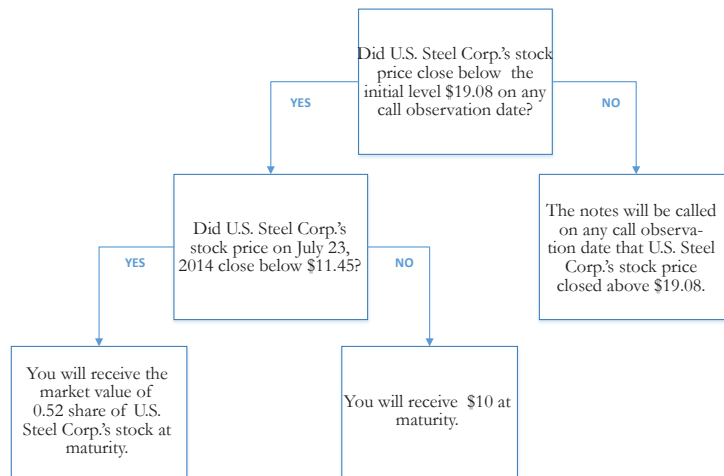 Did U.S. Steel Corp.'s stock
price close below the
initial level $19.08 on any
call observation date?
YES
NO
Did U.S. Steel Corp.'s
stock price on July 23,
2014 close below $11.45?
The notes will be called
on any call observa-
tion date that U.S. Steel
Corp.'s stock price
closed above $19.08.
YES
NO
You will receive the
market value of
0.52 share of U.S.
Steel Corp.'s stock at
maturity.
You will receive $10 at
maturity.